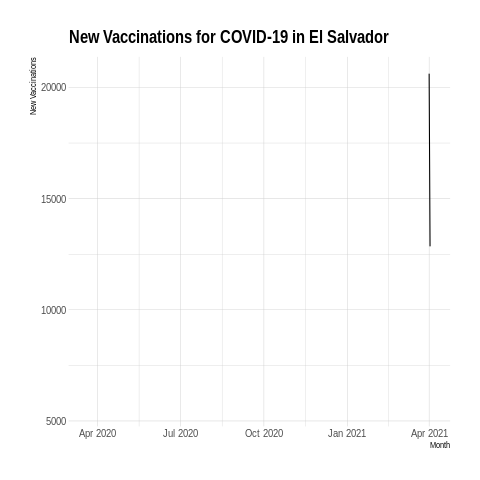 New Vaccinations for COVID-19 in El Salvador
New Vaccinations
20000
15000
10000
5000
Apr 2020 Jul 2020 Oct 2020 Jan 2021 Apr 2021
Month